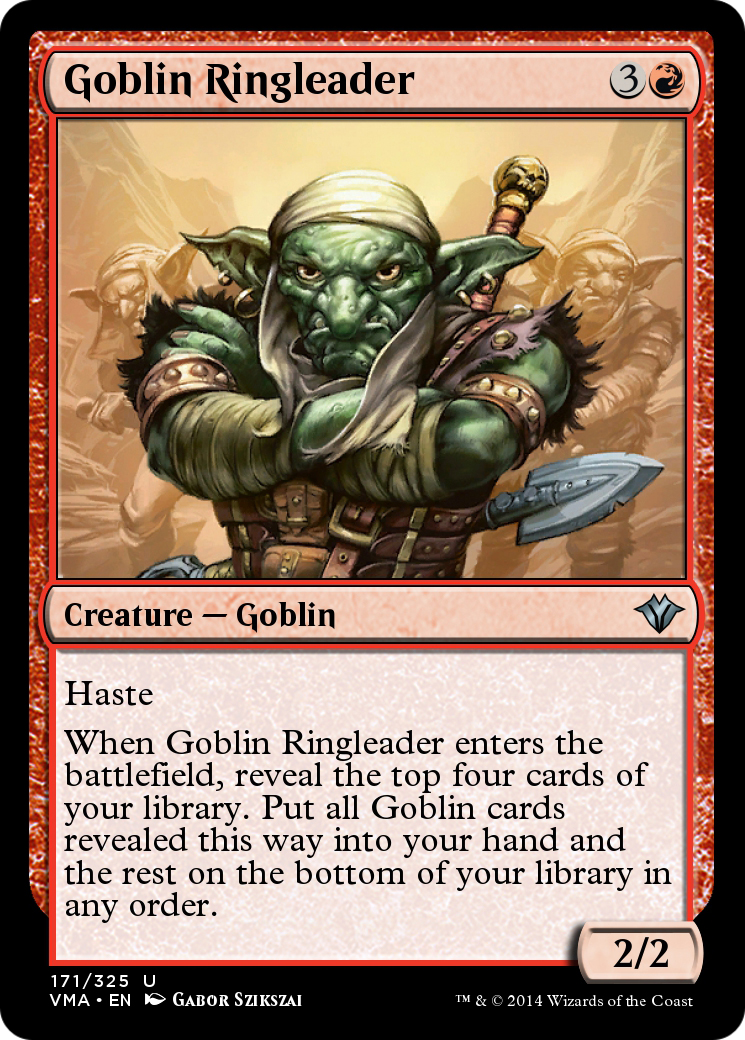 Goblin Ringleader 3
Creature — Goblin
Haste
When Goblin Ringleader enters the
battlefield, reveal the top four cards of
your library. Put all Goblin cards
revealed this way into your hand and
the rest on the bottom of your library in
any order.
2/2
171/325 U
VMA • EN Gabor Szikszai
™ & © 2014 Wizards of the Coast